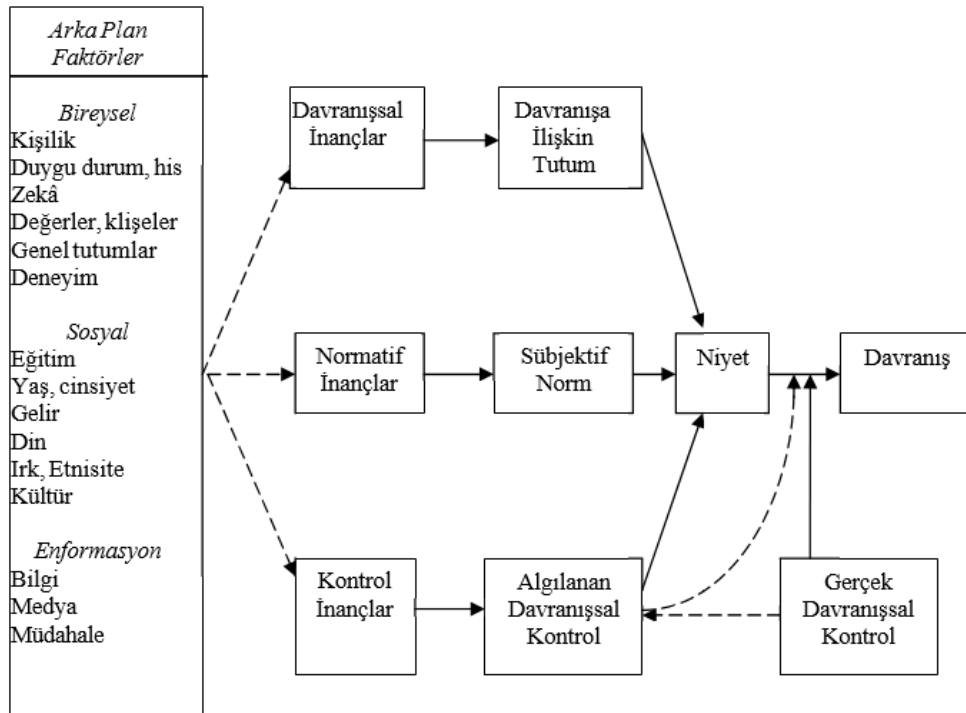 Arka Plan
Faktörler
Bireysel
Kişilik
Duygu durum, his
Zekâ
Değerler, klişeler
Genel tutumlar
Deneyim
Sosyal
Eğitim
Yaş, cinsiyet
Gelir
Din
Irk, Etnisite
Kültür
Enformasyon
Bilgi
Medya
Müdahale
Davranışsal
İnançlar
Davranışa
İlişkin
Tutum
Normatif
İnançlar
Sübjektif
Norm
Niyet
Davranış
Kontrol
İnançlar
Algılanan
Davranışsal
Kontrol
Gerçek
Davranışsal
Kontrol